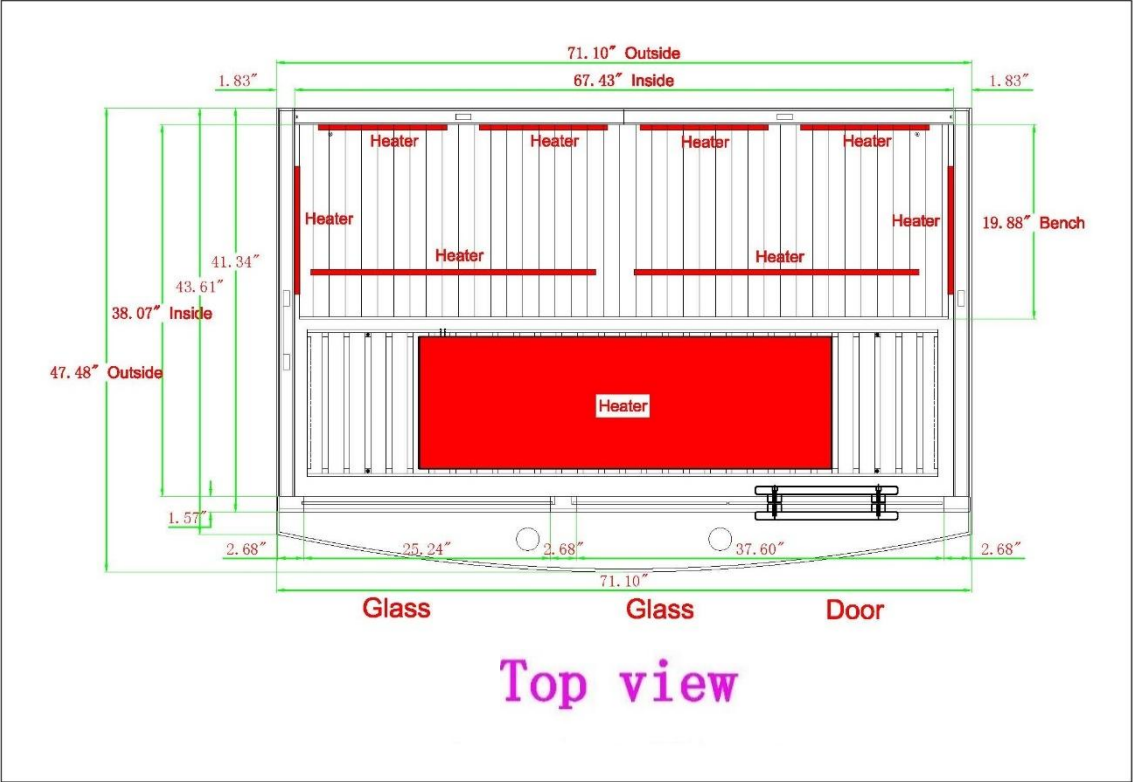 71.10″ Outside
1.83″ 67.43″ Inside 1.83″
Heater Heater Heater Heater
Heater Heater 19.88″ Bench
Heater Heater
41.34″
43.61″
38.07″ Inside
47.48″ Outside
Heater
1.57″
2.68″ 25.24″ 2.68″ 37.60″ 2.68″
71.10″
Glass Glass Door
Top view